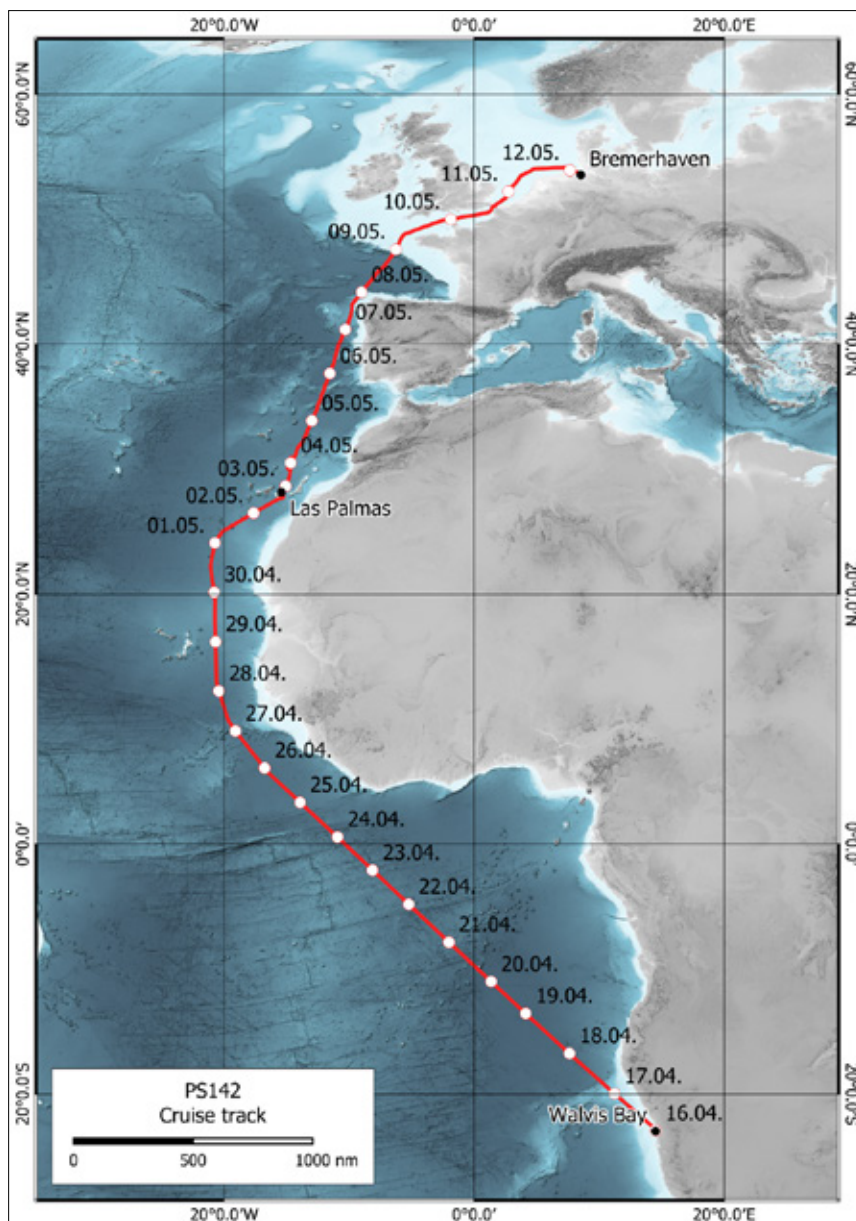 20°0.0′W
0°0.0′
20°0.0′E
60°0.0′N
60°0.0′N
12.05.
Bremerhaven
11.05.
10.05.
09.05.
08.05.
07.05.
40°0.0′N
40°0.0′N
06.05.
05.05.
04.05.
03.05.
02.05.
Las Palmas
01.05.
30.04.
20°0.0′N
20°0.0′N
29.04.
28.04.
27.04.
26.04.
25.04.
24.04.
0°0.0′
0°0.0′
23.04.
22.04.
21.04.
20.04.
19.04.
18.04.
17.04.
20°0.0′S
20°0.0′S
Walvis Bay
16.04.
PS142
Cruise track
0 500 1000 nm
20°0.0′W
0°0.0′
20°0.0′E